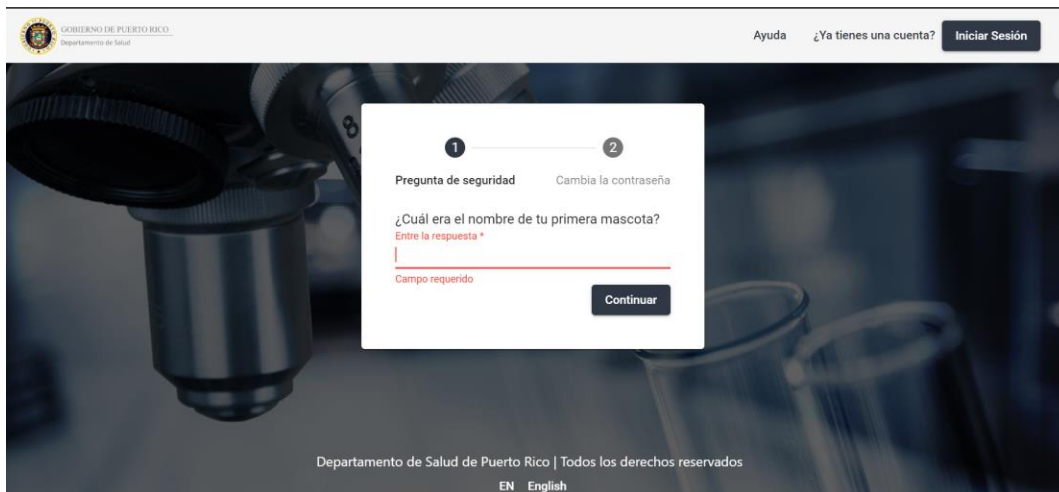 GOBIERNO DE PUERTO RICO
Departamento de Salud
Ayuda ¿Ya tienes una cuenta? Iniciar Sesión
1 2
Pregunta de seguridad Cambia la contraseña
¿Cuál era el nombre de tu primera mascota?
Entre la respuesta *
Campo requerido
Continuar
Departamento de Salud de Puerto Rico | Todos los derechos reservados
EN English